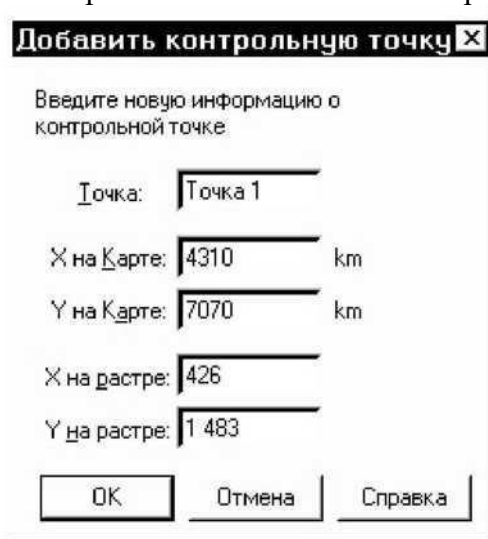 Добавить контрольную точку
Введите новую информацию о
контрольной точке
Точка: Точка 1
X на Карте: 4310 km
Y на Карте: 7070 km
X на растре: 426
Y на растре: 1 483
OK Отмена Справка